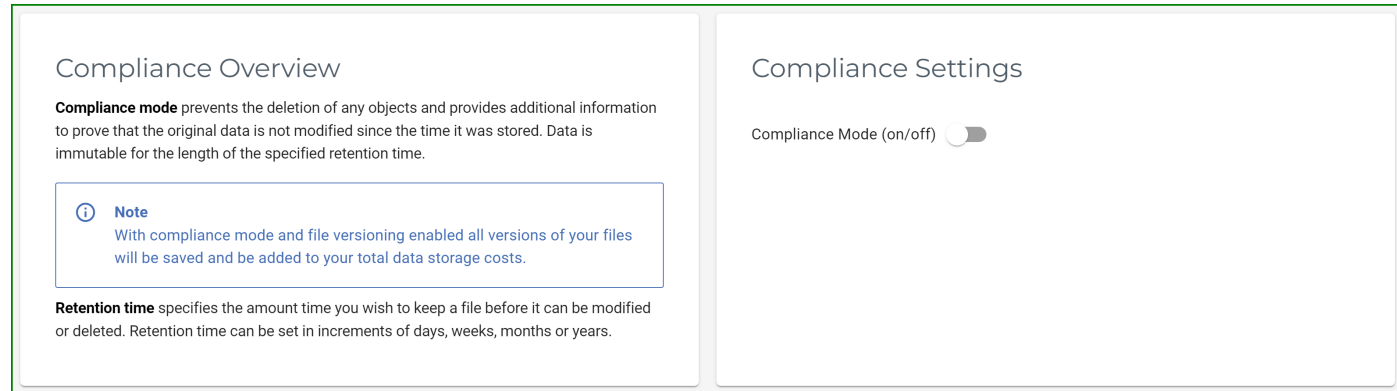 Compliance Overview
Compliance mode prevents the deletion of any objects and provides additional information
to prove that the original data is not modified since the time it was stored. Data is
immutable for the length of the specified retention time.
Note
With compliance mode and file versioning enabled all versions of your files
will be saved and be added to your total data storage costs.
Retention time specifies the amount time you wish to keep a file before it can be modified
or deleted. Retention time can be set in increments of days, weeks, months or years.
Compliance Settings
Compliance Mode (on/off)